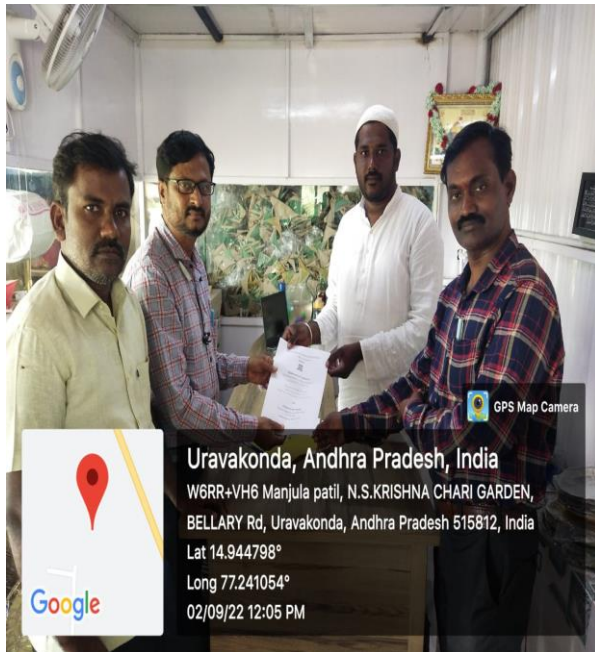 GPS Map Camera
Uravakonda, Andhra Pradesh, India
W6RR+VH6 Manjula patil, N.S.KRISHNA CHARI GARDEN,
BELLARY Rd, Uravakonda, Andhra Pradesh 515812, India
Lat 14.944798°
Long 77.241054°
02/09/22 12:05 PM
Google